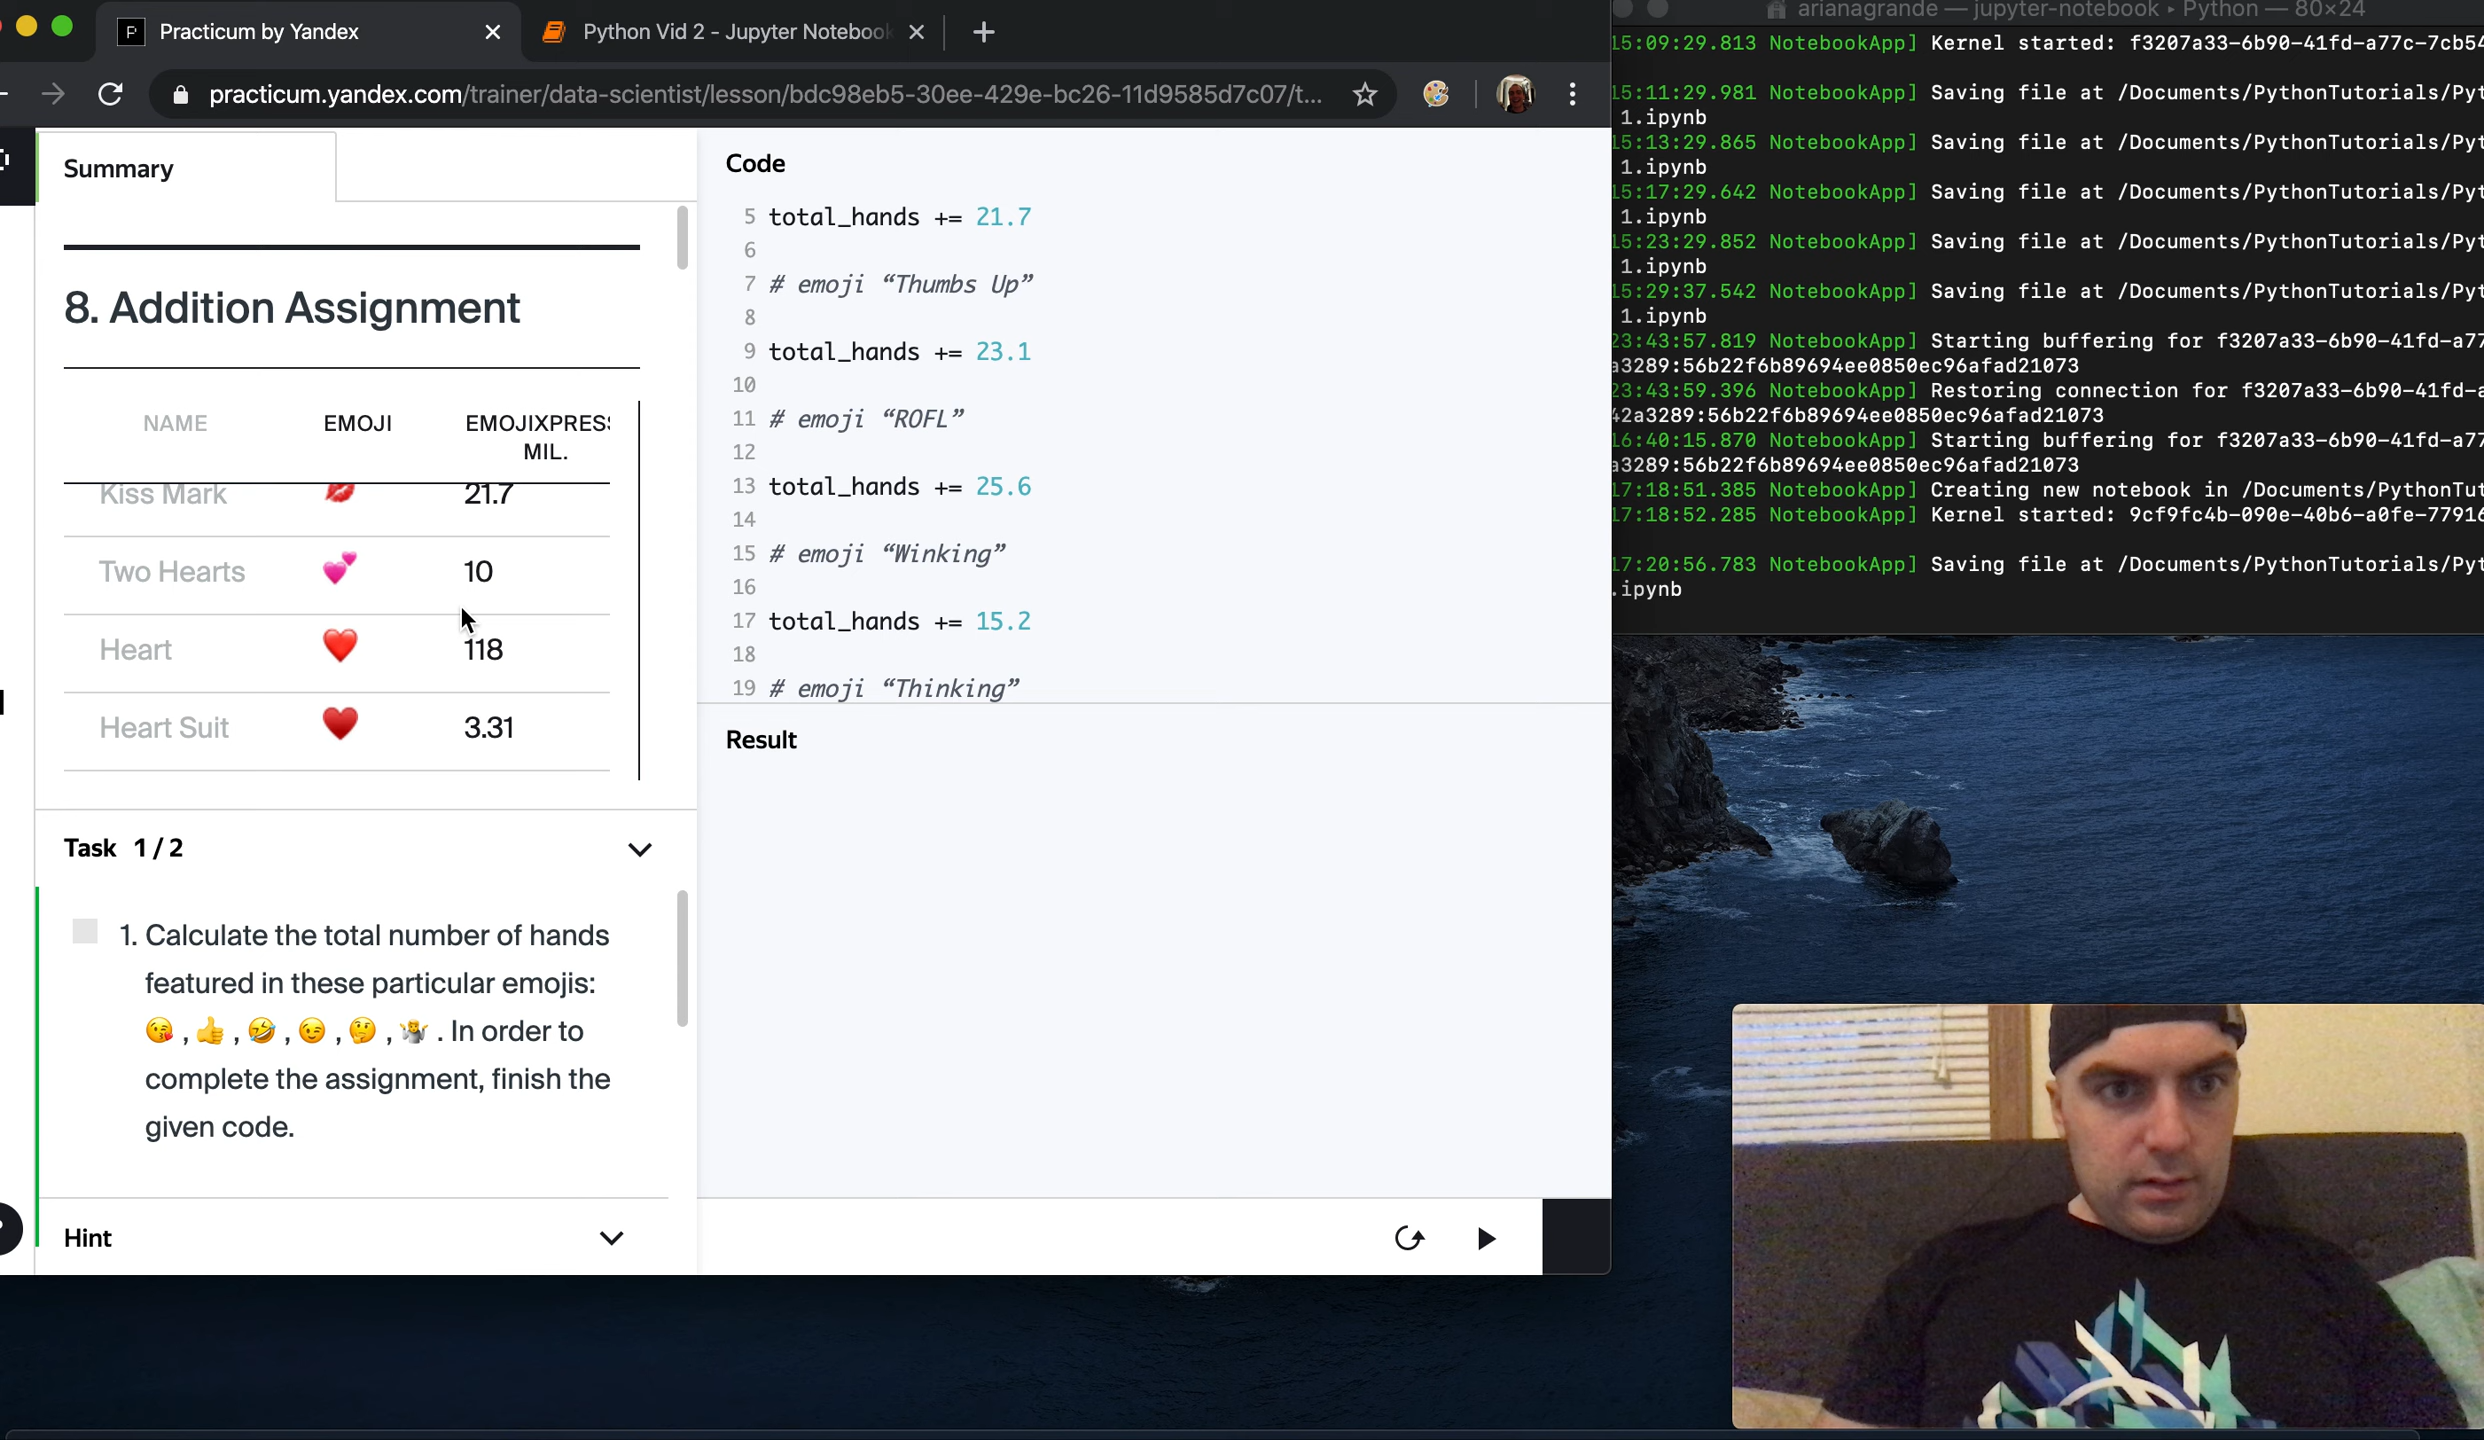 Practicum by Yandex
Python Vid 2 - Jupyter Notebook
practicum.yandex.com/trainer/data-scientist/lesson/bdc98eb5-30ee-429e-bc26-11d9585d7c07/t...
Summary
8. Addition Assignment
NAME EMOJI EMOJIXPRESS
MIL.
Kiss Mark 💋 21.7
Two Hearts 💕 10
Heart ❤️ 118
Heart Suit ♥️ 3.31
Task 1 / 2
1. Calculate the total number of hands
featured in these particular emojis:
😘, 👍, 🤣, 😉, 🤔, 🤷. In order to
complete the assignment, finish the
given code.
Hint
Code
5 total_hands += 21.7
6
7 # emoji “Thumbs Up”
8
9 total_hands += 23.1
10
11 # emoji “ROFL”
12
13 total_hands += 25.6
14
15 # emoji “Winking”
16
17 total_hands += 15.2
18
19 # emoji “Thinking”
Result
arianagrande — jupyter-notebook ▸ Python — 80×24
15:09:29.813 NotebookApp] Kernel started: f3207a33-6b90-41fd-a77c-7cb54
15:11:29.981 NotebookApp] Saving file at /Documents/PythonTutorials/Pyt
1.ipynb
15:13:29.865 NotebookApp] Saving file at /Documents/PythonTutorials/Pyt
1.ipynb
15:17:29.642 NotebookApp] Saving file at /Documents/PythonTutorials/Pyt
1.ipynb
15:23:29.852 NotebookApp] Saving file at /Documents/PythonTutorials/Pyt
1.ipynb
15:29:37.542 NotebookApp] Saving file at /Documents/PythonTutorials/Pyt
1.ipynb
23:43:57.819 NotebookApp] Starting buffering for f3207a33-6b90-41fd-a77
a3289:56b22f6b89694ee0850ec96afad21073
23:43:59.396 NotebookApp] Restoring connection for f3207a33-6b90-41fd-a
42a3289:56b22f6b89694ee0850ec96afad21073
16:40:15.870 NotebookApp] Starting buffering for f3207a33-6b90-41fd-a77
a3289:56b22f6b89694ee0850ec96afad21073
17:18:51.385 NotebookApp] Creating new notebook in /Documents/PythonTut
17:18:52.285 NotebookApp] Kernel started: 9cf9fc4b-090e-40b6-a0fe-77916
17:20:56.783 NotebookApp] Saving file at /Documents/PythonTutorials/Pyt
.ipynb